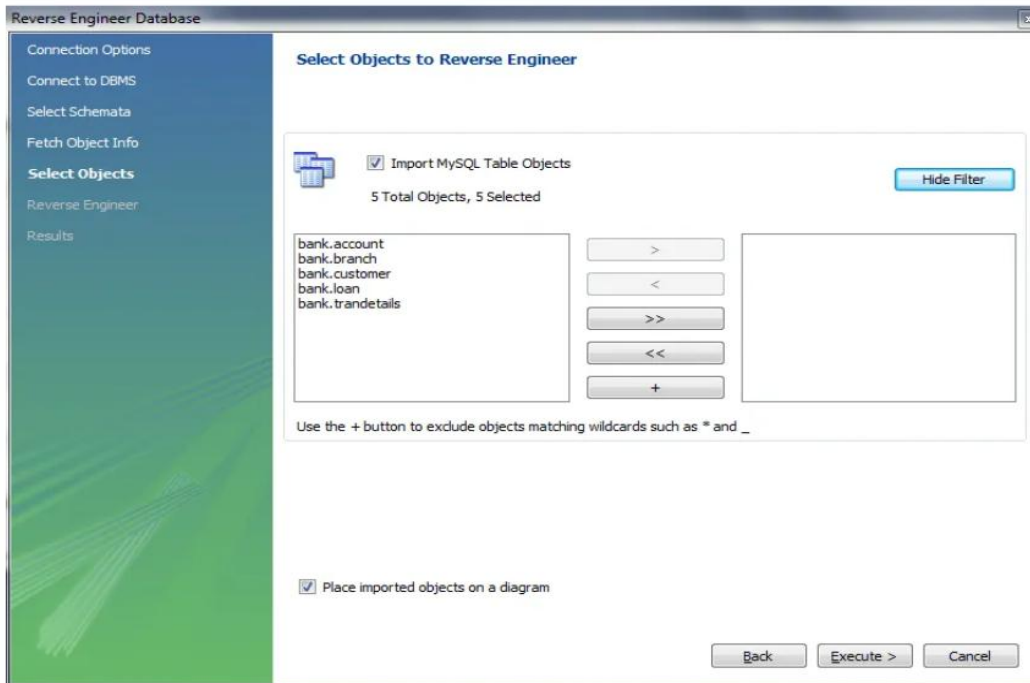 Reverse Engineer Database
Connection Options
Connect to DBMS
Select Schemata
Fetch Object Info
Select Objects
Reverse Engineer
Results
Select Objects to Reverse Engineer
Import MySQL Table Objects
5 Total Objects, 5 Selected
Hide Filter
bank.account
bank.branch
bank.customer
bank.loan
bank.trandetails
>
<
>>
<<
+
Use the + button to exclude objects matching wildcards such as * and _
Place imported objects on a diagram
Back
Execute >
Cancel